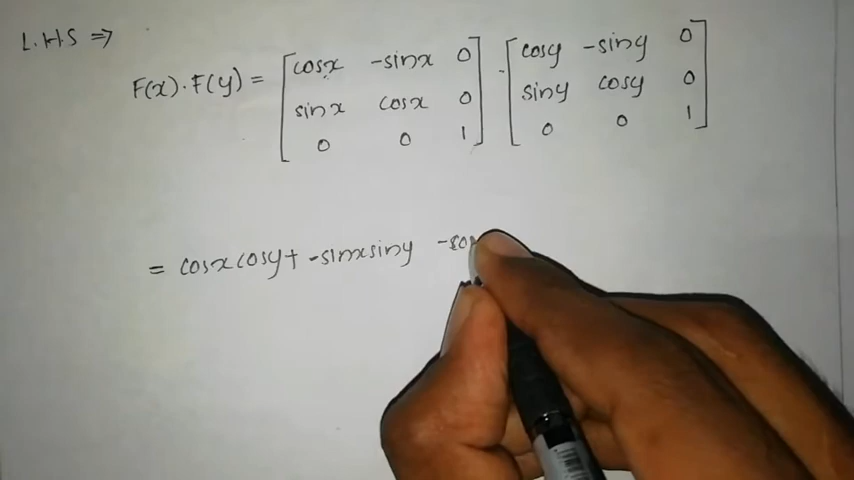 L.H.S ⇒
F(x).F(y) = [cosx -sinx 0] . [cosy -siny 0]
sinx cosx 0 siny cosy 0
0 0 1 0 0 1
= cosx cosy + -sinx siny